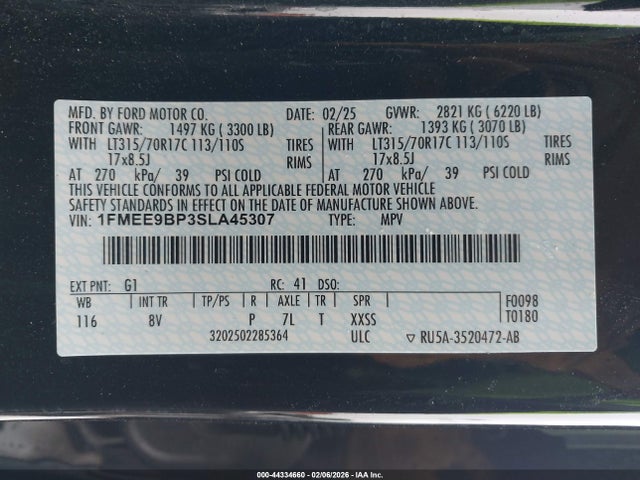 MFD. BY FORD MOTOR CO. DATE: 02/25 GVWR: 2821 KG ( 6220 LB)
FRONT GAWR: 1497 KG ( 3300 LB) REAR GAWR: 1393 KG ( 3070 LB)
WITH LT315/70R17C 113/110S TIRES WITH LT315/70R17C 113/110S TIRES
17x8.5J RIMS 17x8.5J RIMS
AT 270 kPa/ 39 PSI COLD AT 270 kPa/ 39 PSI COLD
THIS VEHICLE CONFORMS TO ALL APPLICABLE FEDERAL MOTOR VEHICLE
SAFETY STANDARDS IN EFFECT ON THE DATE OF MANUFACTURE SHOWN ABOVE.
VIN: 1FMEE9BP3SLA45307 TYPE: MPV
EXT PNT: G1 RC: 41 DSO:
WB INT TR TP/PS R AXLE TR SPR F0098
116 8V P 7L T XXSS T0180
3202502285364 ULC ▽ RU5A-3520472-AB
000-44334660 | 02/06/2026 - IAA Inc.